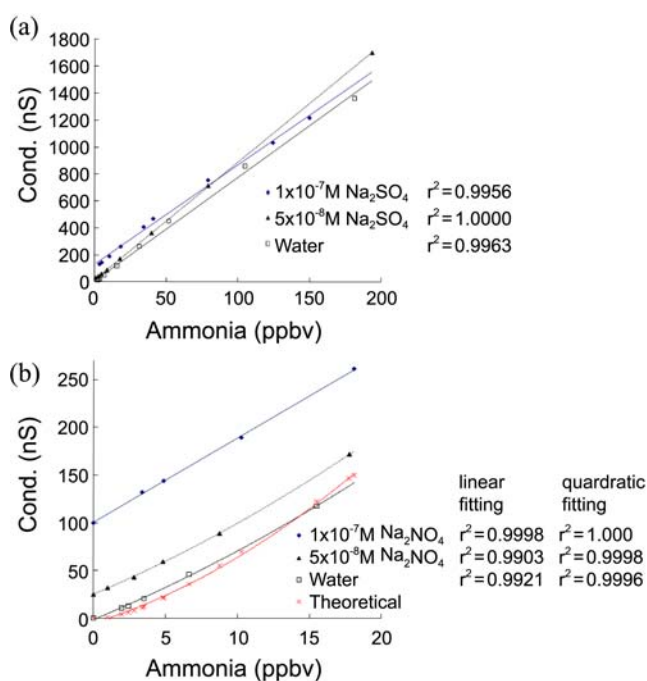 (a)
1800
1600
1400
1200
1000
800
600
400
200
0
Cond. (nS)
0 50 100 150 200
Ammonia (ppbv)
1x10⁻⁷M Na₂SO₄ r²=0.9956
5x10⁻⁸M Na₂SO₄ r²=1.0000
Water r²=0.9963
(b)
250
200
150
100
50
0
Cond. (nS)
0 5 10 15 20
Ammonia (ppbv)
linear quardratic
fitting fitting
1x10⁻⁷M Na₂NO₄ r²=0.9998 r²=1.000
5x10⁻⁸M Na₂NO₄ r²=0.9903 r²=0.9998
Water r²=0.9921 r²=0.9996
Theoretical